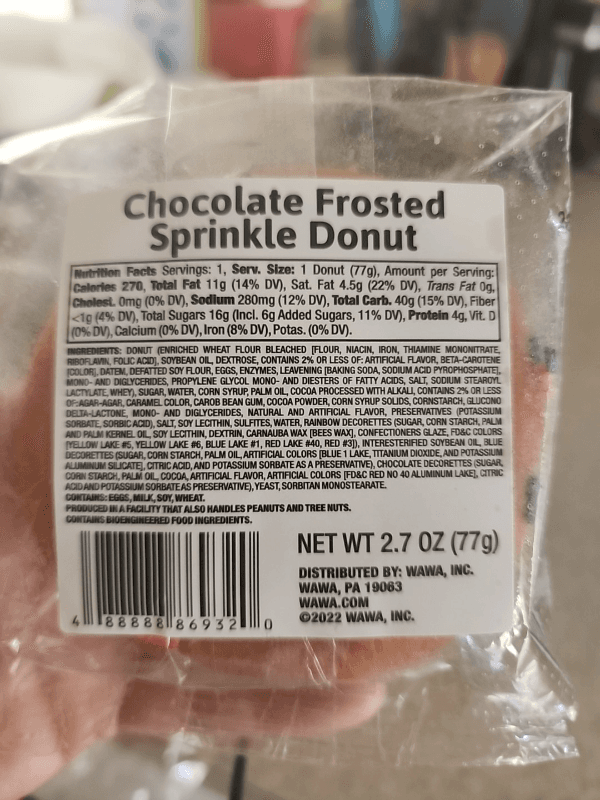 Chocolate Frosted
Sprinkle Donut
Nutrition Facts Servings: 1, Serv. Size: 1 Donut (77g), Amount per Serving:
Calories 270, Total Fat 11g (14% DV), Sat. Fat 4.5g (22% DV), Trans Fat 0g,
Cholest. 0mg (0% DV), Sodium 280mg (12% DV), Total Carb. 40g (15% DV), Fiber
<1g (4% DV), Total Sugars 16g (Incl. 6g Added Sugars, 11% DV), Protein 4g, Vit. D
(0% DV), Calcium (0% DV), Iron (8% DV), Potas. (0% DV).
INGREDIENTS: DONUT (ENRICHED WHEAT FLOUR BLEACHED [FLOUR, NIACIN, IRON, THIAMINE MONONITRATE,
RIBOFLAVIN, FOLIC ACID], SOYBEAN OIL, DEXTROSE, CONTAINS 2% OR LESS OF: ARTIFICIAL FLAVOR, BETA-CAROTENE
[COLOR], DATEM, DEFATTED SOY FLOUR, EGGS, ENZYMES, LEAVENING [BAKING SODA, SODIUM ACID PYROPHOSPHATE],
MONO- AND DIGLYCERIDES, PROPYLENE GLYCOL MONO- AND DIESTERS OF FATTY ACIDS, SALT, SODIUM STEAROYL
LACTYLATE, WHEY), SUGAR, WATER, CORN SYRUP, PALM OIL, COCOA PROCESSED WITH ALKALI, CONTAINS 2% OR LESS
OF: AGAR-AGAR, CARAMEL COLOR, CAROB BEAN GUM, COCOA POWDER, CORN SYRUP SOLIDS, CORNSTARCH, GLUCONO
DELTA-LACTONE, MONO- AND DIGLYCERIDES, NATURAL AND ARTIFICIAL FLAVOR, PRESERVATIVES (POTASSIUM
SORBATE, SORBIC ACID), SALT, SOY LECITHIN, SULFITES, WATER, RAINBOW DECORETTES (SUGAR, CORN STARCH, PALM
AND PALM KERNEL OIL, SOY LECITHIN, DEXTRIN, CARNAUBA WAX [BEES WAX], CONFECTIONERS GLAZE, FD&C COLORS
[YELLOW LAKE #5, YELLOW LAKE #6, BLUE LAKE #1, RED LAKE #40, RED #3]), INTERESTERIFIED SOYBEAN OIL, BLUE
DECORETTES (SUGAR, CORN STARCH, PALM OIL, ARTIFICIAL COLORS [BLUE 1 LAKE, TITANIUM DIOXIDE, AND POTASSIUM
ALUMINUM SILICATE], CITRIC ACID, AND POTASSIUM SORBATE AS A PRESERVATIVE), CHOCOLATE DECORETTES (SUGAR,
CORN STARCH, PALM OIL, COCOA, ARTIFICIAL FLAVOR, ARTIFICIAL COLORS [FD&C RED NO 40 ALUMINUM LAKE], CITRIC
ACID AND POTASSIUM SORBATE AS PRESERVATIVE), YEAST, SORBITAN MONOSTEARATE.
CONTAINS: EGGS, MILK, SOY, WHEAT.
PRODUCED IN A FACILITY THAT ALSO HANDLES PEANUTS AND TREE NUTS.
CONTAINS BIOENGINEERED FOOD INGREDIENTS.
NET WT 2.7 OZ (77g)
DISTRIBUTED BY: WAWA, INC.
WAWA, PA 19063
WAWA.COM
©2022 WAWA, INC.
4 88888 86932 0